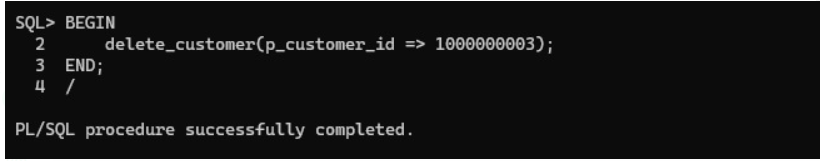 SQL> BEGIN
  2      delete_customer(p_customer_id => 1000000003);
  3  END;
  4  /
PL/SQL procedure successfully completed.